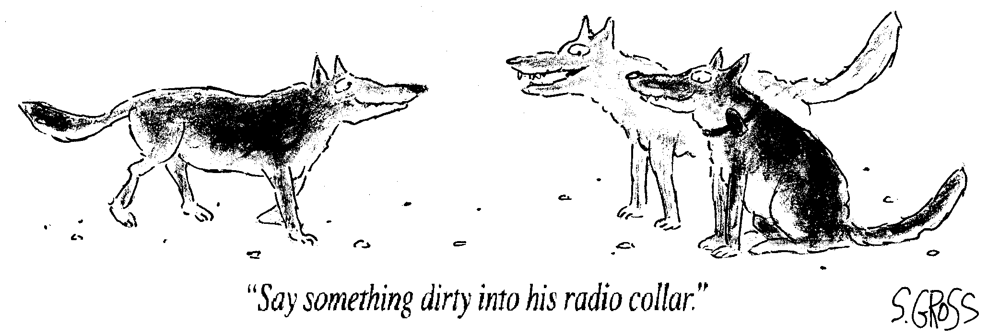 “Say something dirty into his radio collar.”
S. GROSS